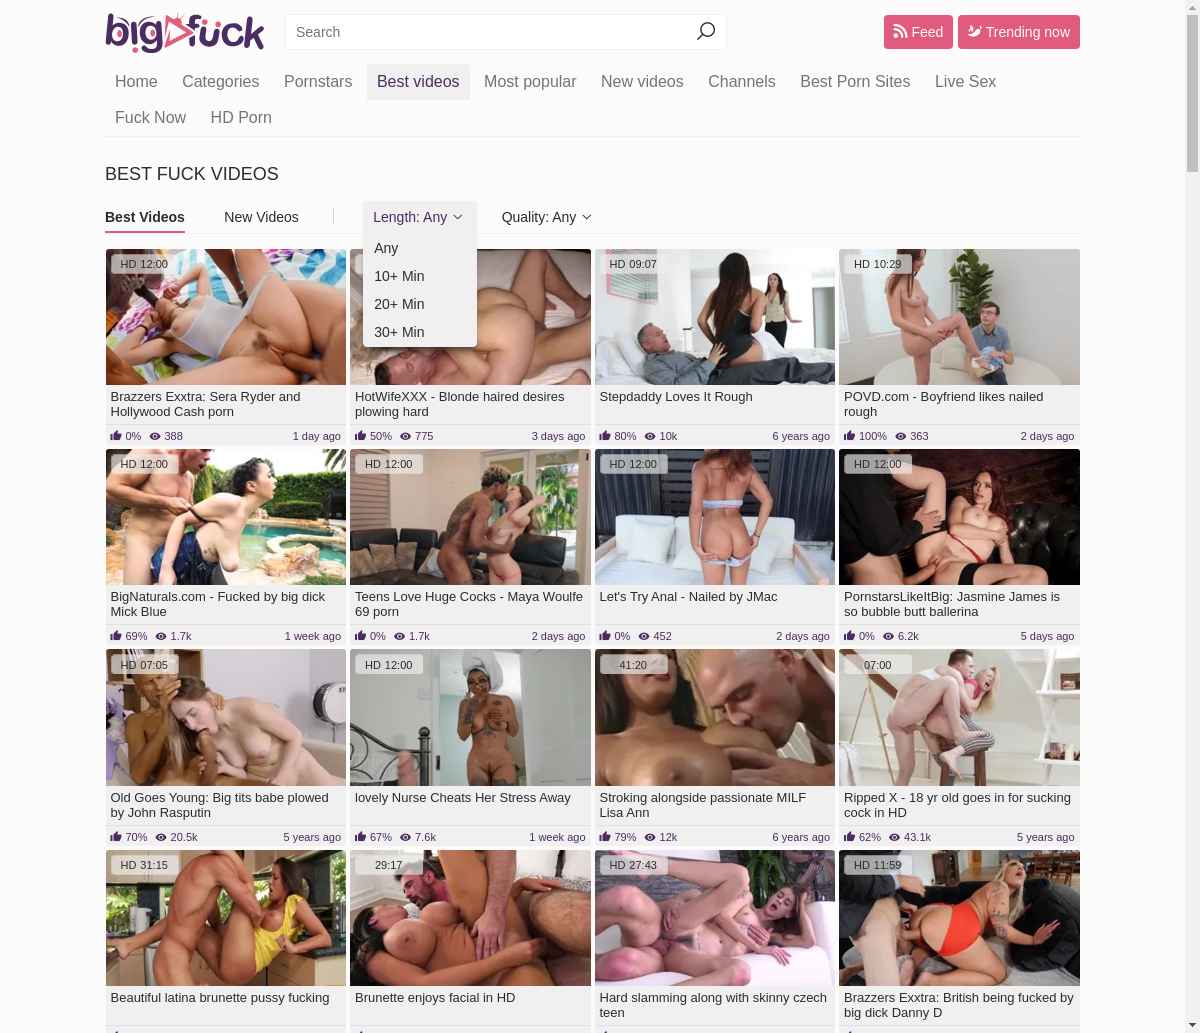 bigfuck
Search
Feed
Trending now
Home Categories Pornstars Best videos Most popular New videos Channels Best Porn Sites Live Sex
Fuck Now HD Porn
BEST FUCK VIDEOS
Best Videos New Videos Length: Any Quality: Any
Any
10+ Min
20+ Min
30+ Min
HD 12:00
HD 09:07
HD 10:29
Brazzers Exxtra: Sera Ryder and
Hollywood Cash porn
0% 388 1 day ago
HotWifeXXX - Blonde haired desires
plowing hard
50% 775 3 days ago
Stepdaddy Loves It Rough
80% 10k 6 years ago
POVD.com - Boyfriend likes nailed
rough
100% 363 2 days ago
HD 12:00
HD 12:00
HD 12:00
HD 12:00
BigNaturals.com - Fucked by big dick
Mick Blue
69% 1.7k 1 week ago
Teens Love Huge Cocks - Maya Woulfe
69 porn
0% 1.7k 2 days ago
Let's Try Anal - Nailed by JMac
0% 452 2 days ago
PornstarsLikeItBig: Jasmine James is
so bubble butt ballerina
0% 6.2k 5 days ago
HD 07:05
HD 12:00
41:20
07:00
Old Goes Young: Big tits babe plowed
by John Rasputin
70% 20.5k 5 years ago
lovely Nurse Cheats Her Stress Away
67% 7.6k 1 week ago
Stroking alongside passionate MILF
Lisa Ann
79% 12k 6 years ago
Ripped X - 18 yr old goes in for sucking
cock in HD
62% 43.1k 5 years ago
HD 31:15
29:17
HD 27:43
HD 11:59
Beautiful latina brunette pussy fucking
Brunette enjoys facial in HD
Hard slamming along with skinny czech
teen
Brazzers Exxtra: British being fucked by
big dick Danny D